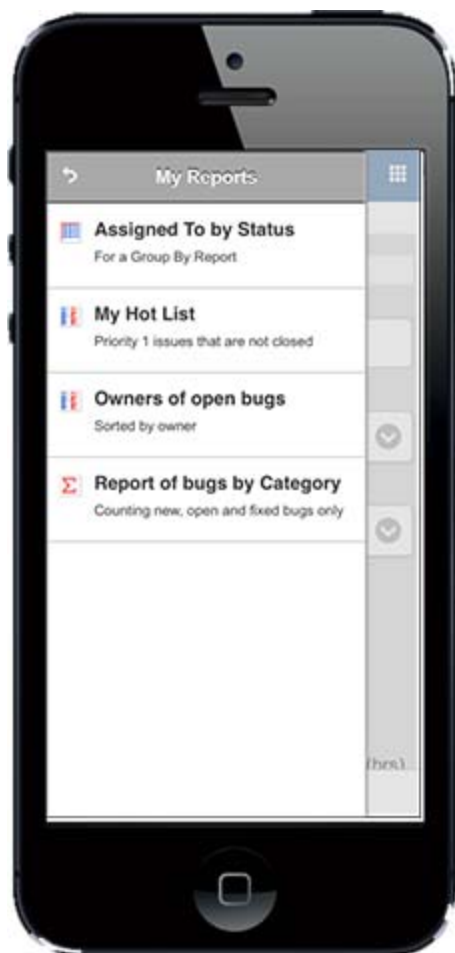 My Reports
Assigned To by Status
For a Group By Report
My Hot List
Priority 1 issues that are not closed
Owners of open bugs
Sorted by owner
Σ Report of bugs by Category
Counting new, open and fixed bugs only
(hrs)